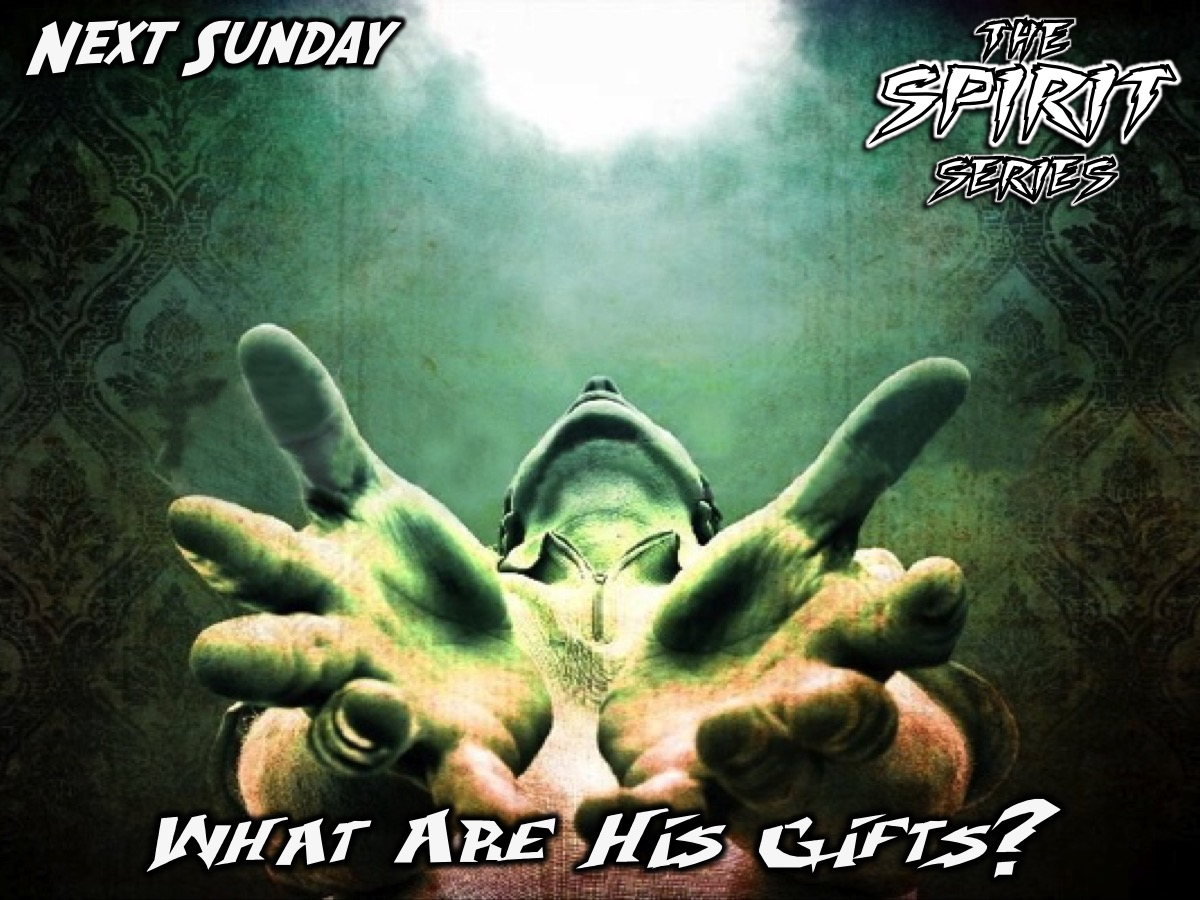 Next Sunday
The
Spirit
Series
What Are His Gifts?